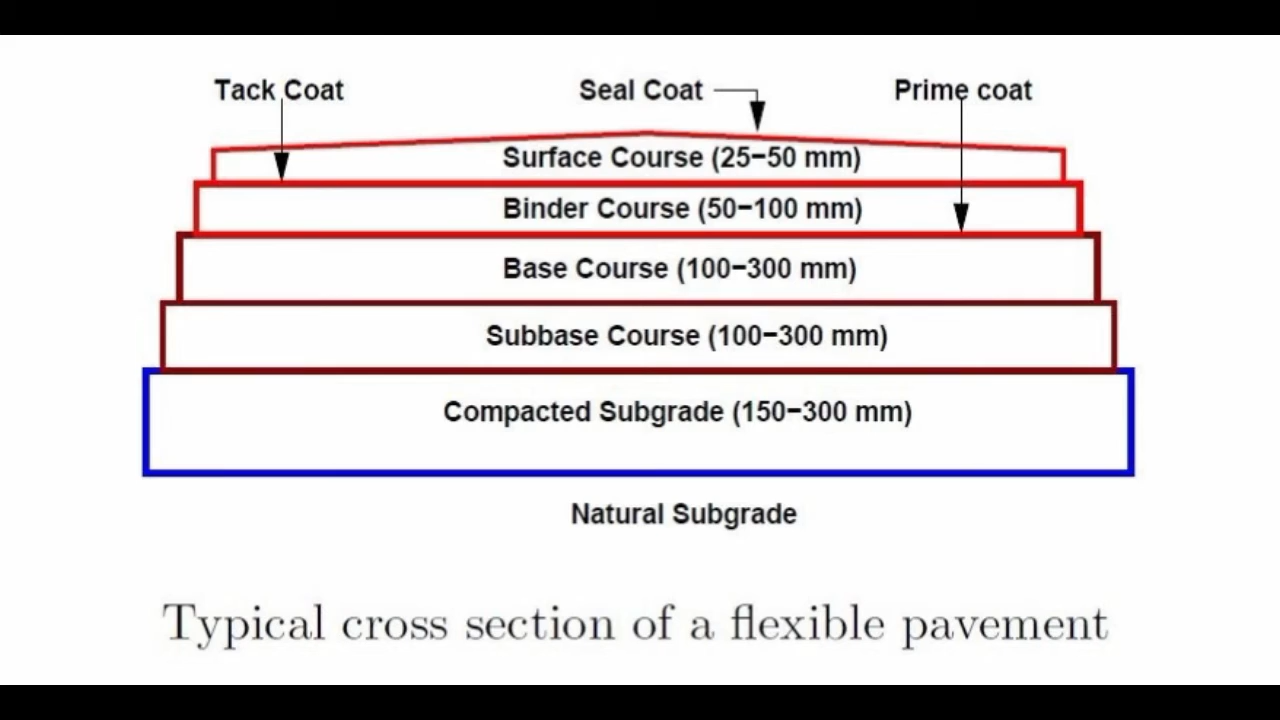 Tack Coat
Seal Coat
Prime coat
Surface Course (25−50 mm)
Binder Course (50−100 mm)
Base Course (100−300 mm)
Subbase Course (100−300 mm)
Compacted Subgrade (150−300 mm)
Natural Subgrade
Typical cross section of a flexible pavement